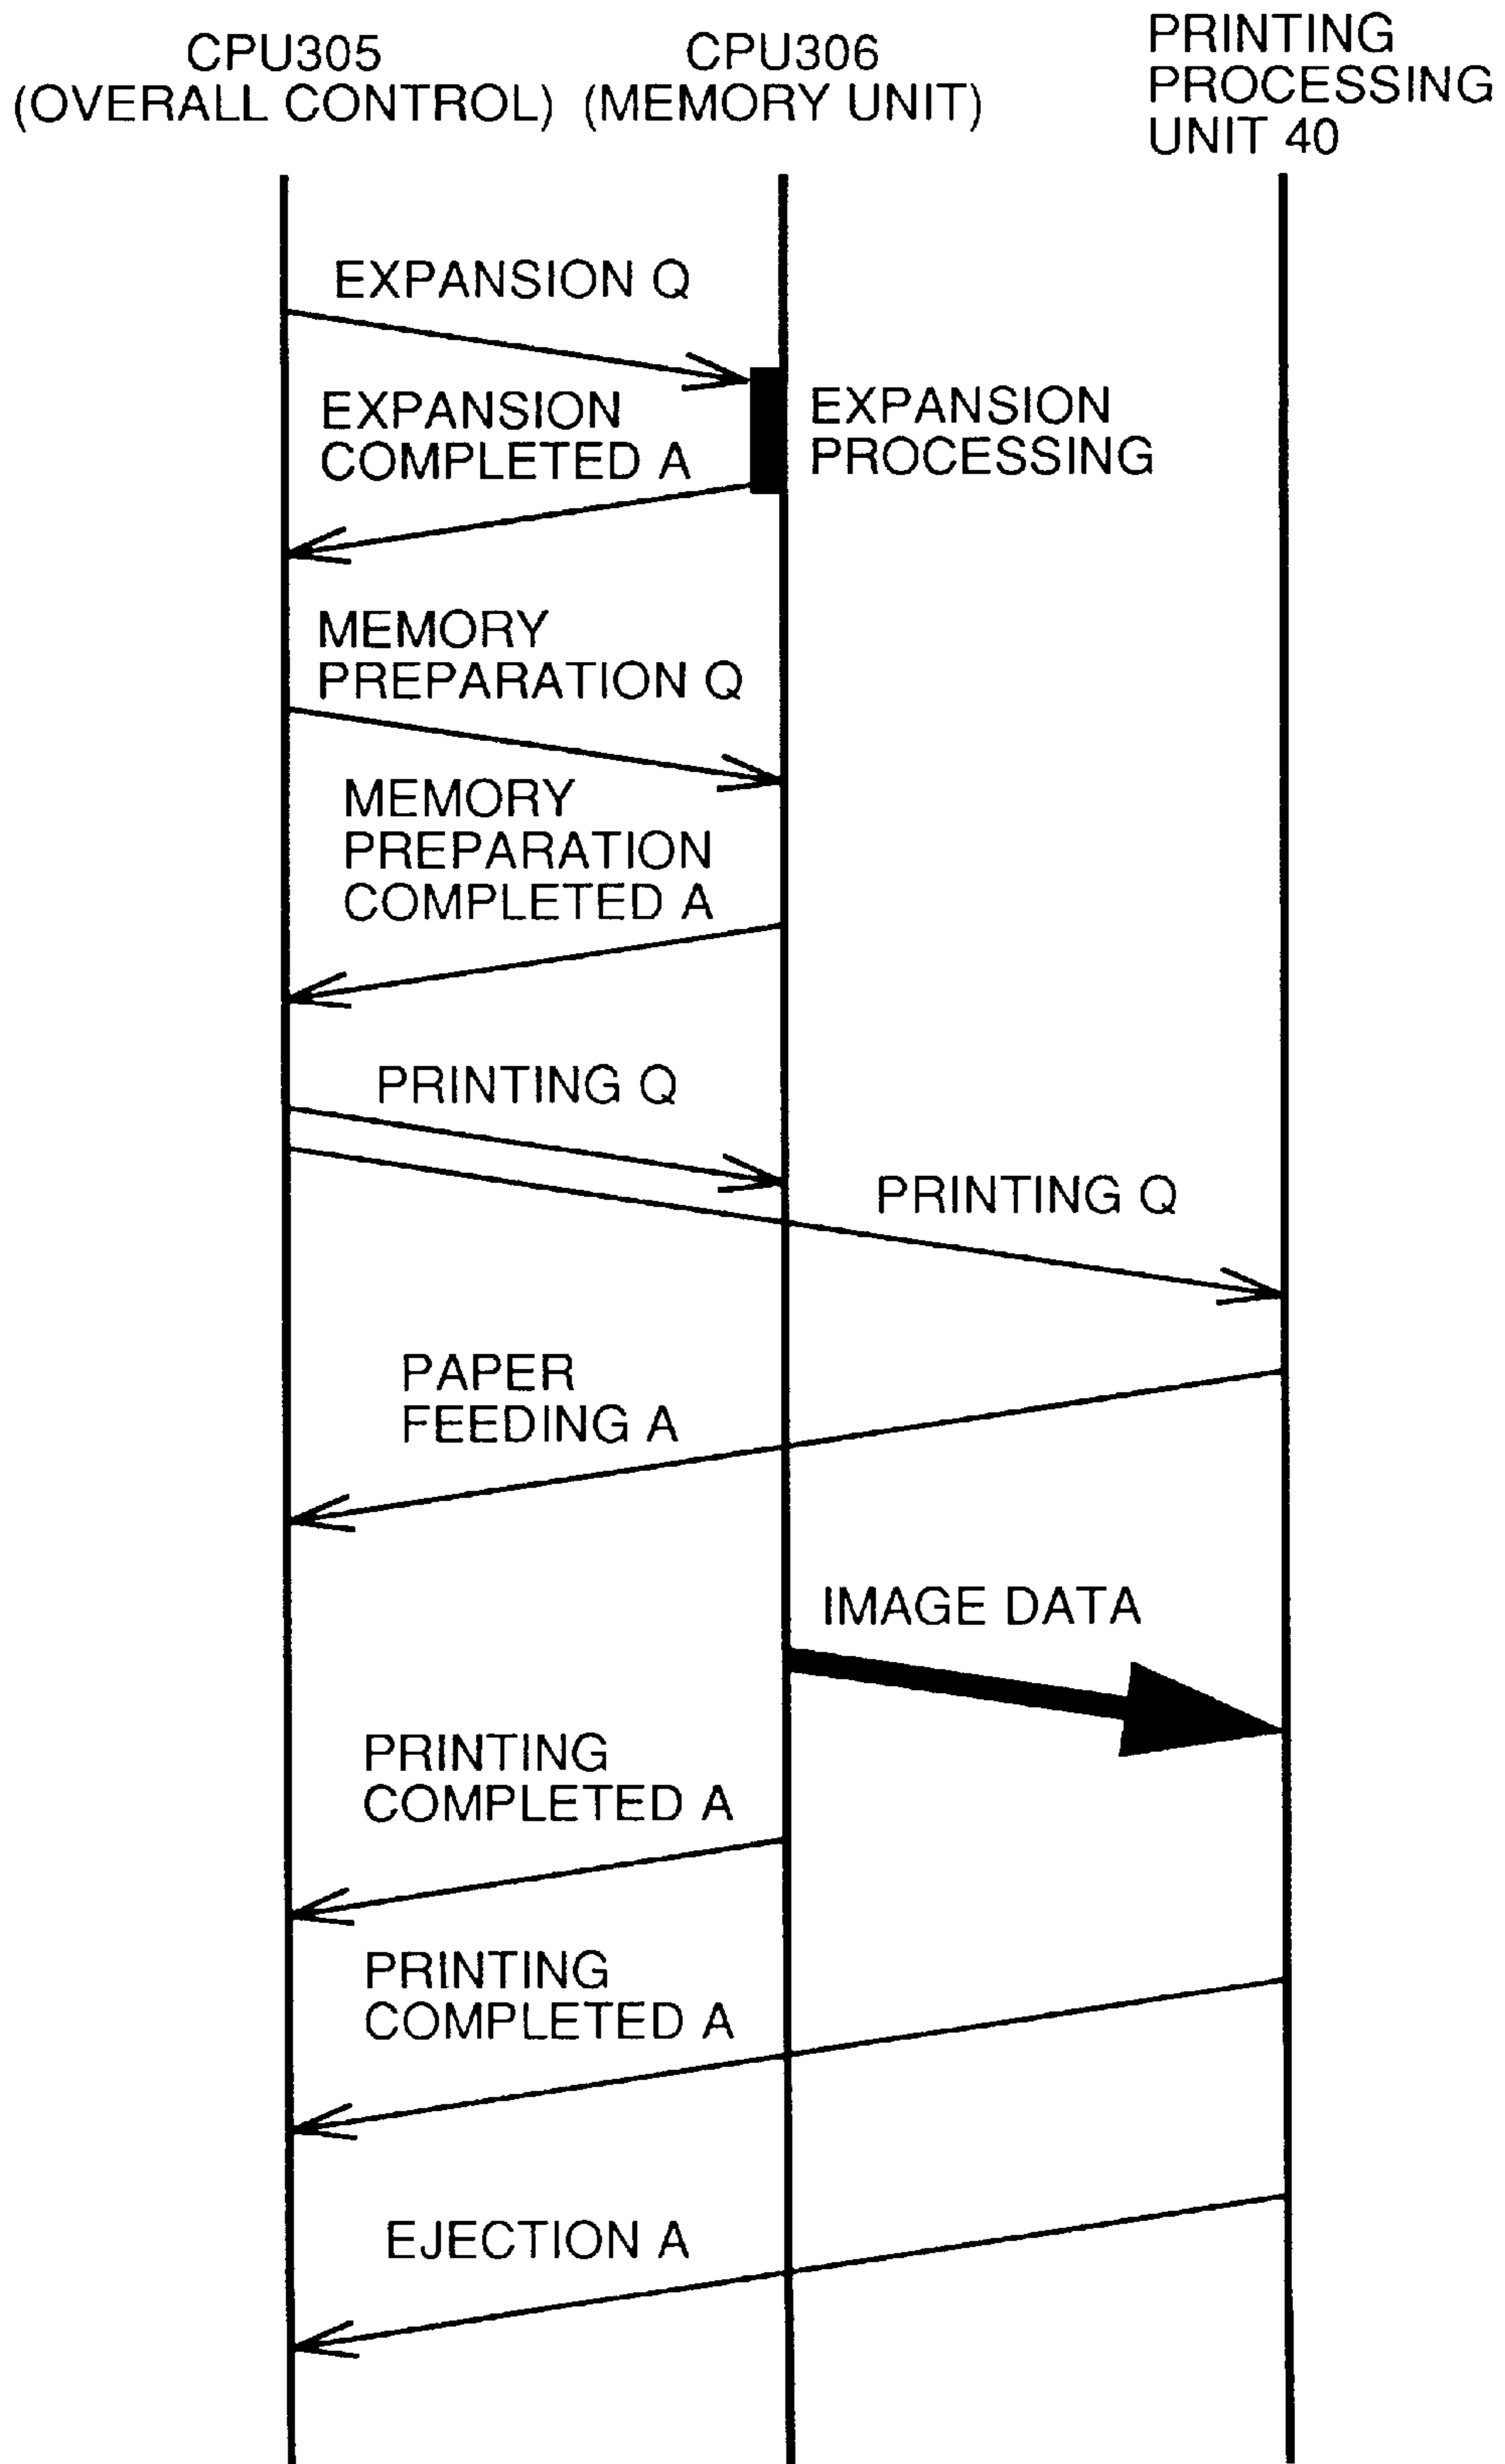 CPU305
(OVERALL CONTROL)
CPU306
(MEMORY UNIT)
PRINTING
PROCESSING
UNIT 40
EXPANSION Q
EXPANSION
COMPLETED A
EXPANSION
PROCESSING
MEMORY
PREPARATION Q
MEMORY
PREPARATION
COMPLETED A
PRINTING Q
PRINTING Q
PAPER
FEEDING A
IMAGE DATA
PRINTING
COMPLETED A
PRINTING
COMPLETED A
EJECTION A